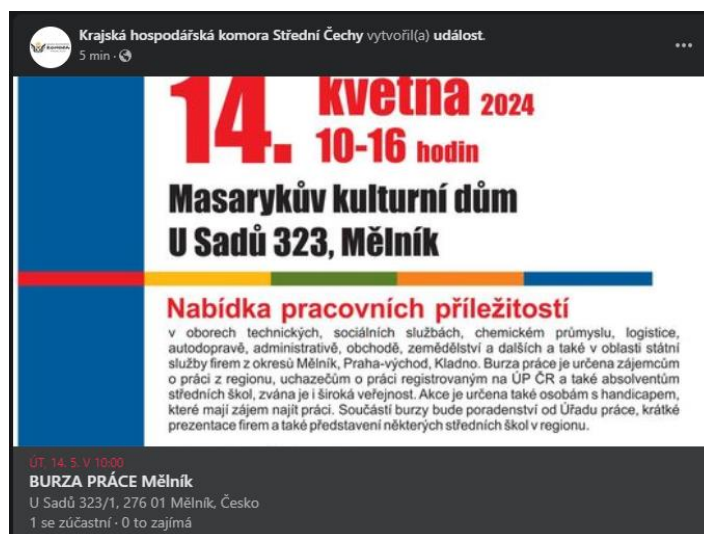 Krajská hospodářská komora Střední Čechy vytvořil(a) událost.
5 min ·
14. května 2024
10-16 hodin
Masarykův kulturní dům
U Sadů 323, Mělník
Nabídka pracovních příležitostí
v oborech technických, sociálních službách, chemickém průmyslu, logistice,
autodopravě, administrativě, obchodě, zemědělství a dalších a také v oblasti státní
služby firem z okresů Mělník, Praha-východ, Kladno. Burza práce je určena zájemcům
o práci z regionu, uchazečům o práci registrovaným na ÚP ČR a také absolventům
středních škol, zvána je i široká veřejnost. Akce je určena také osobám s handicapem,
které mají zájem najít práci. Součástí burzy bude poradenství od Úřadu práce, krátké
prezentace firem a také představení některých středních škol v regionu.
ÚT, 14. 5. V 10:00
BURZA PRÁCE Mělník
U Sadů 323/1, 276 01 Mělník, Česko
1 se zúčastní · 0 to zajímá